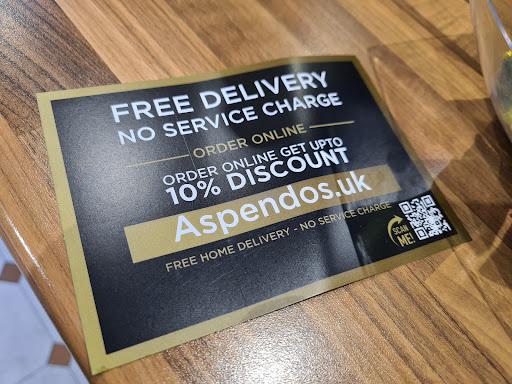 FREE DELIVERY
NO SERVICE CHARGE
ORDER ONLINE
ORDER ONLINE GET UPTO
10% DISCOUNT
Aspendos.uk
FREE HOME DELIVERY - NO SERVICE CHARGE
SCAN
ME!